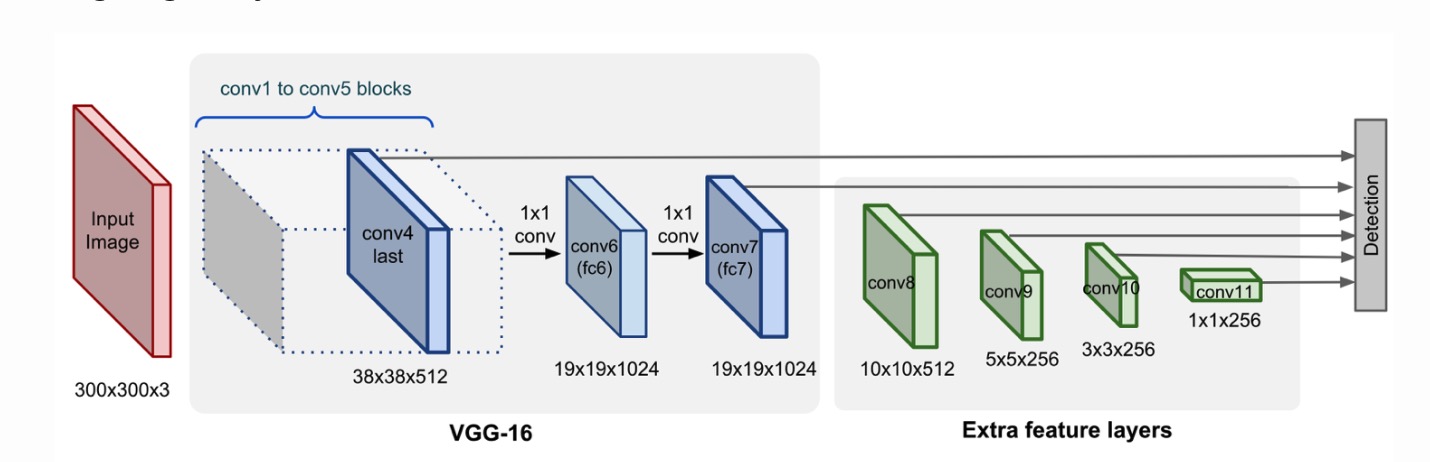 conv1 to conv5 blocks
Input
Image
300x300x3
conv4
last
38x38x512
1x1
conv
conv6
(fc6)
19x19x1024
1x1
conv
conv7
(fc7)
19x19x1024
VGG-16
conv8
10x10x512
conv9
5x5x256
conv10
3x3x256
conv11
1x1x256
Extra feature layers
Detection